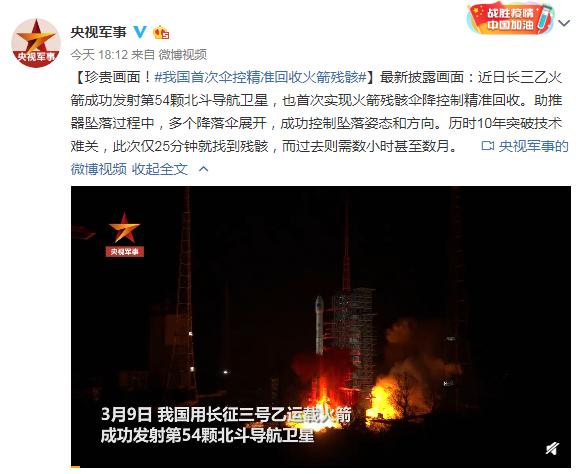 央视军事
战胜疫情
中国加油
央视军事
今天 18:12 来自 微博视频
【珍贵画面！#我国首次伞控精准回收火箭残骸#】最新披露画面：近日长三乙火
箭成功发射第54颗北斗导航卫星，也首次实现火箭残骸伞降控制精准回收。助推
器坠落过程中，多个降落伞展开，成功控制坠落姿态和方向。历时10年突破技术
难关，此次仅25分钟就找到残骸，而过去则需数小时甚至数月。 央视军事的
微博视频 收起全文
央视军事
3月9日 我国用长征三号乙运载火箭
成功发射第54颗北斗导航卫星